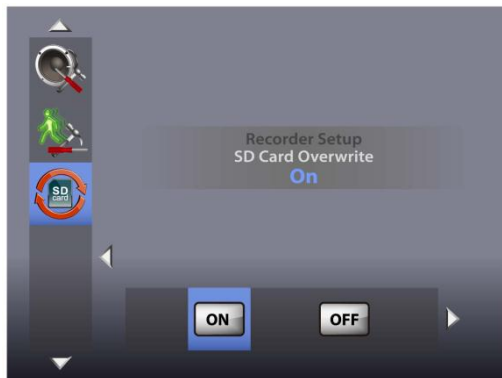 Recorder Setup
SD Card Overwrite
On
SD
card
ON
OFF